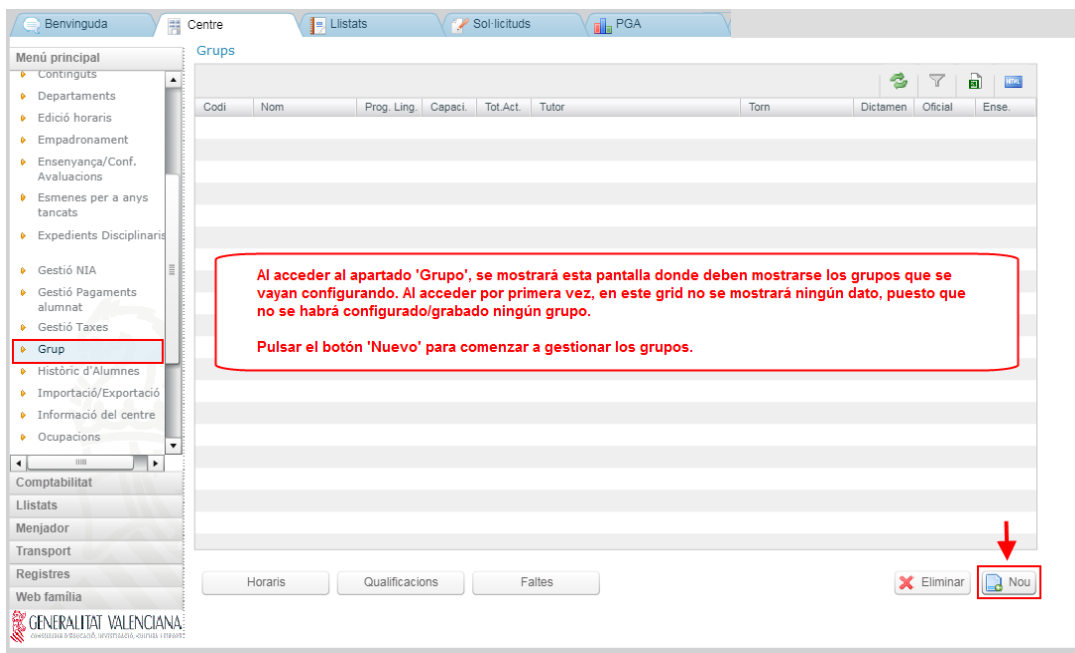 Benvinguda
Centre
Llistats
Sol·licituds
PGA
Menú principal
Continguts
Departaments
Edició horaris
Empadronament
Ensenyança/Conf.
Avaluacions
Esmenes per a anys
tancats
Expedients Disciplinaris
Gestió NIA
Gestió Pagaments
alumnat
Gestió Taxes
Grup
Històric d'Alumnes
Importació/Exportació
Informació del centre
Ocupacions
Comptabilitat
Llistats
Menjador
Transport
Registres
Web família
GENERALITAT VALENCIANA
Grups
Codi Nom Prog. Ling. Capaci. Tot.Act. Tutor Torn Dictamen Oficial Ense.
Al acceder al apartado 'Grupo', se mostrará esta pantalla donde deben mostrarse los grupos que se
vayan configurando. Al acceder por primera vez, en este grid no se mostrará ningún dato, puesto que
no se habrá configurado/grabado ningún grupo.
Pulsar el botón 'Nuevo' para comenzar a gestionar los grupos.
Horaris
Qualificacions
Faltes
Eliminar
Nou